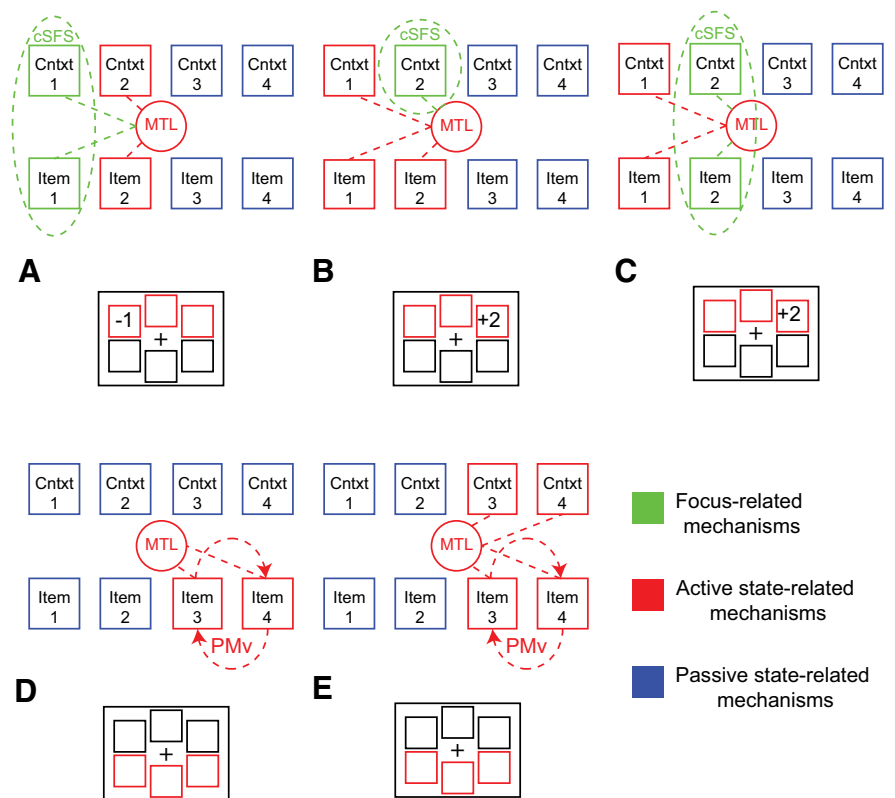 cSFS
Cntxt 1
Cntxt 2
Cntxt 3
Cntxt 4
MTL
Item 1
Item 2
Item 3
Item 4
cSFS
Cntxt 1
Cntxt 2
Cntxt 3
Cntxt 4
MTL
Item 1
Item 2
Item 3
Item 4
cSFS
Cntxt 1
Cntxt 2
Cntxt 3
Cntxt 4
MTL
Item 1
Item 2
Item 3
Item 4
A
B
C
-1
+
+2
+
+2
+
Cntxt 1
Cntxt 2
Cntxt 3
Cntxt 4
MTL
Item 1
Item 2
Item 3
Item 4
PMv
Cntxt 1
Cntxt 2
Cntxt 3
Cntxt 4
MTL
Item 1
Item 2
Item 3
Item 4
PMv
Focus-related
mechanisms
Active state-related
mechanisms
Passive state-related
mechanisms
D
E
+
+